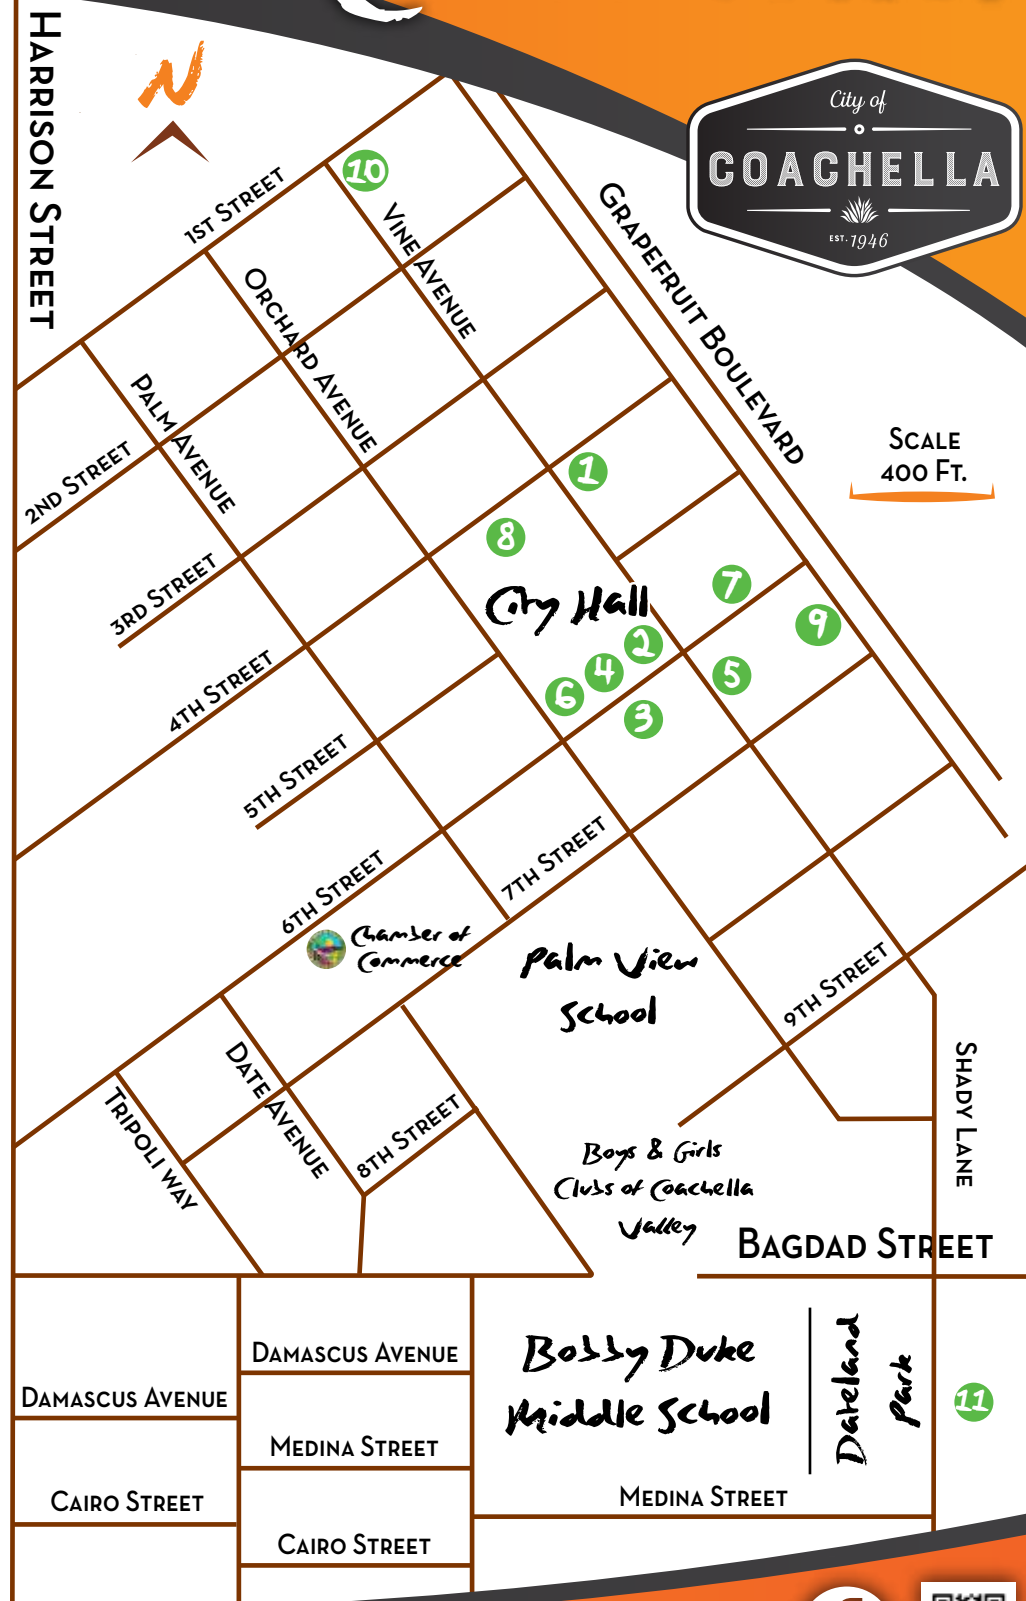 HARRISON STREET
N
City of
COACHELLA
EST. 1946
1ST STREET
10
VINE AVENUE
GRAPEFRUIT BOULEVARD
ORCHARD AVENUE
PALM AVENUE
2ND STREET
SCALE
400 FT.
1
8
3RD STREET
City Hall
7
9
2
4
5
6
3
4TH STREET
5TH STREET
6TH STREET
7TH STREET
Chamber of
Commerce
Palm View
School
9TH STREET
DATE AVENUE
TRIPOLI WAY
8TH STREET
SHADY LANE
Boys & Girls
Clubs of Coachella
Valley
BAGDAD STREET
DAMASCUS AVENUE
DAMASCUS AVENUE
Bobby Duke
Middle School
Dateland
Park
11
MEDINA STREET
MEDINA STREET
CAIRO STREET
CAIRO STREET